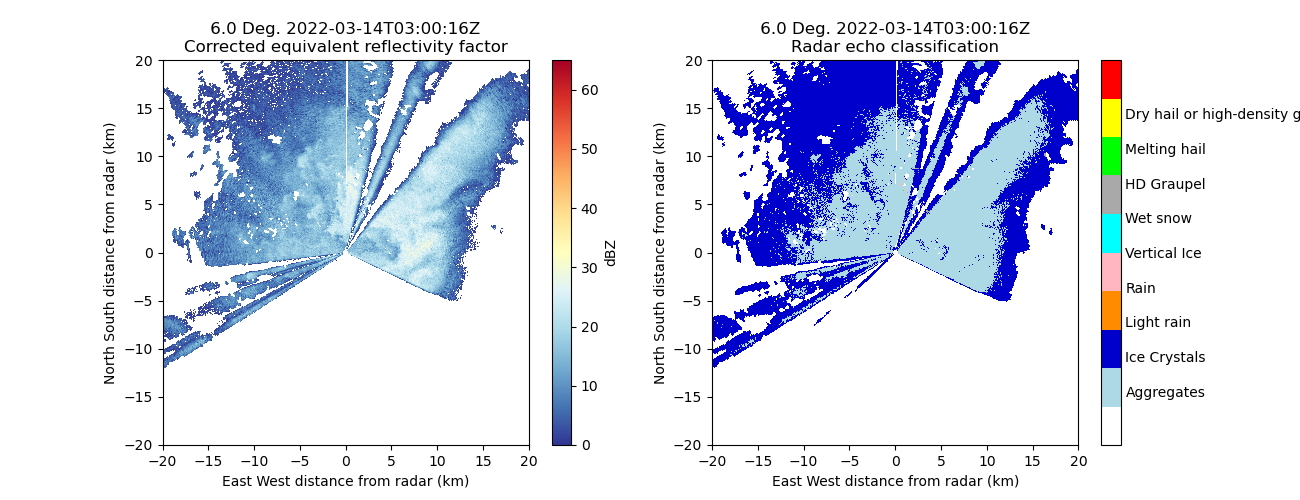 6.0 Deg. 2022-03-14T03:00:16Z
Corrected equivalent reflectivity factor
20
15
10
5
0
−5
−10
−15
−20
North South distance from radar (km)
−20
−15
−10
−5
0
5
10
15
20
East West distance from radar (km)
60
50
40
30
20
10
0
dBZ
6.0 Deg. 2022-03-14T03:00:16Z
Radar echo classification
20
15
10
5
0
−5
−10
−15
−20
North South distance from radar (km)
−20
−15
−10
−5
0
5
10
15
20
East West distance from radar (km)
Dry hail or high-density g
Melting hail
HD Graupel
Wet snow
Vertical Ice
Rain
Light rain
Ice Crystals
Aggregates